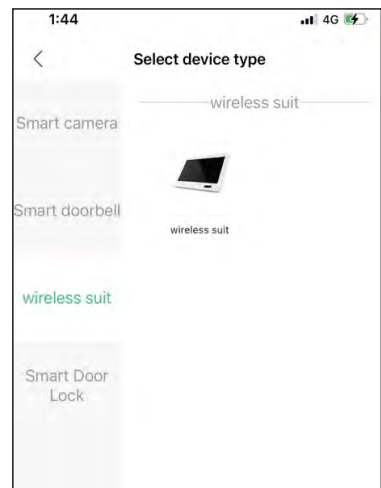 1:44
4G
Select device type
wireless suit
Smart camera
Smart doorbell
wireless suit
wireless suit
Smart Door
Lock